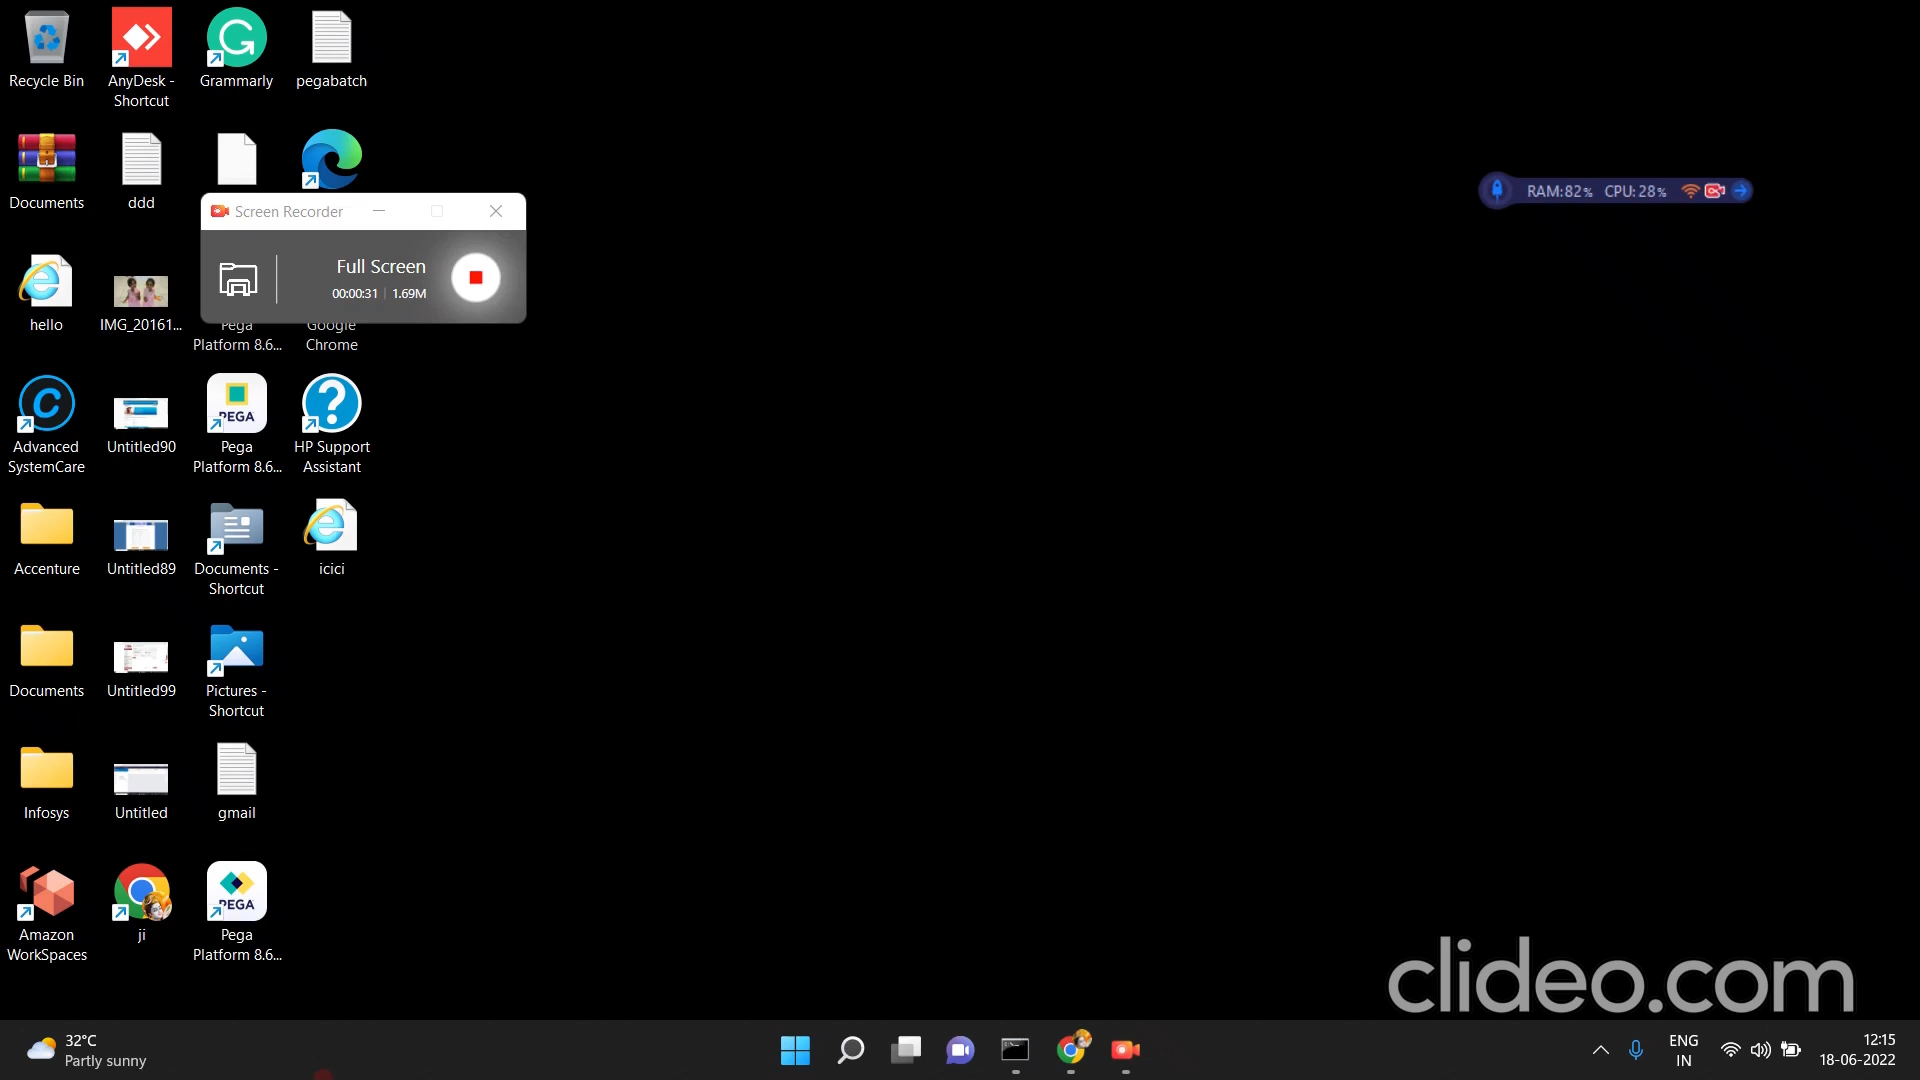 Recycle Bin
AnyDesk -
Shortcut
Grammarly
pegabatch
Documents
ddd
Screen Recorder
Full Screen
00:00:31 | 1.69M
RAM:82% CPU:28%
hello
IMG_20161...
Pega
Platform 8.6...
Google
Chrome
Advanced
SystemCare
Untitled90
PEGA
Pega
Platform 8.6...
HP Support
Assistant
Accenture
Untitled89
Documents -
Shortcut
icici
Documents
Untitled99
Pictures -
Shortcut
Infosys
Untitled
gmail
Amazon
WorkSpaces
ji
PEGA
Pega
Platform 8.6...
clideo.com
32°C
Partly sunny
ENG
IN
12:15
18-06-2022